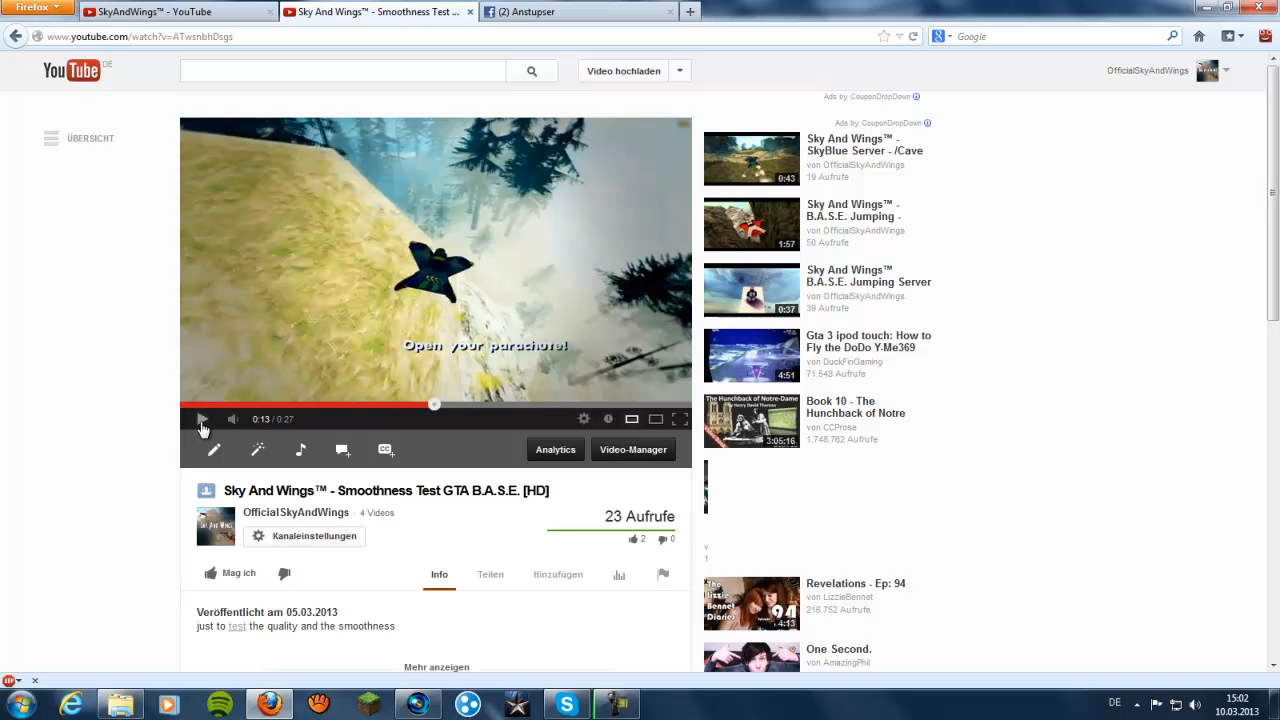 Firefox
SkyAndWings™ - YouTube
Sky And Wings™ - Smoothness Test ...
(2) Anstupser
www.youtube.com/watch?v=ATwsnbhDsgs
Google
YouTube DE
Video hochladen
OfficialSkyAndWings
ÜBERSICHT
Ads by CouponDropDown
Ads by CouponDropDown
Open your parachute!
0:13 / 0:27
Analytics
Video-Manager
Sky And Wings™ - Smoothness Test GTA B.A.S.E. [HD]
OfficialSkyAndWings · 4 Videos
Kanaleinstellungen
23 Aufrufe
2 0
Mag ich
Info
Teilen
Hinzufügen
Veröffentlicht am 05.03.2013
just to test the quality and the smoothness
Mehr anzeigen
Sky And Wings™ -
SkyBlue Server - /Cave
von OfficialSkyAndWings
19 Aufrufe
0:43
Sky And Wings™ -
B.A.S.E. Jumping -
von OfficialSkyAndWings
50 Aufrufe
1:57
Sky And Wings™
B.A.S.E. Jumping Server
von OfficialSkyAndWings
39 Aufrufe
0:37
Gta 3 ipod touch: How to
Fly the DoDo Y-Me369
von DuckFinGaming
71.548 Aufrufe
4:51
Book 10 - The
Hunchback of Notre
von CCProse
1.748.762 Aufrufe
The Hunchback of Notre-Dame
3:05:16
Revelations - Ep: 94
von LizzieBennet
216.752 Aufrufe
The
Lizzie
Bennet
Diaries
94
4:13
One Second.
von AmazingPhil
DE
15:02
10.03.2013